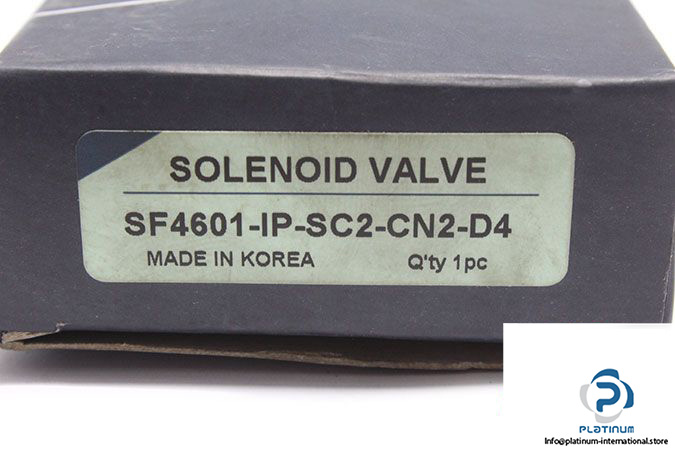 SOLENOID VALVE
SF4601-IP-SC2-CN2-D4
MADE IN KOREA Q'ty 1pc
PLATINUM
Info@platinum-international.store